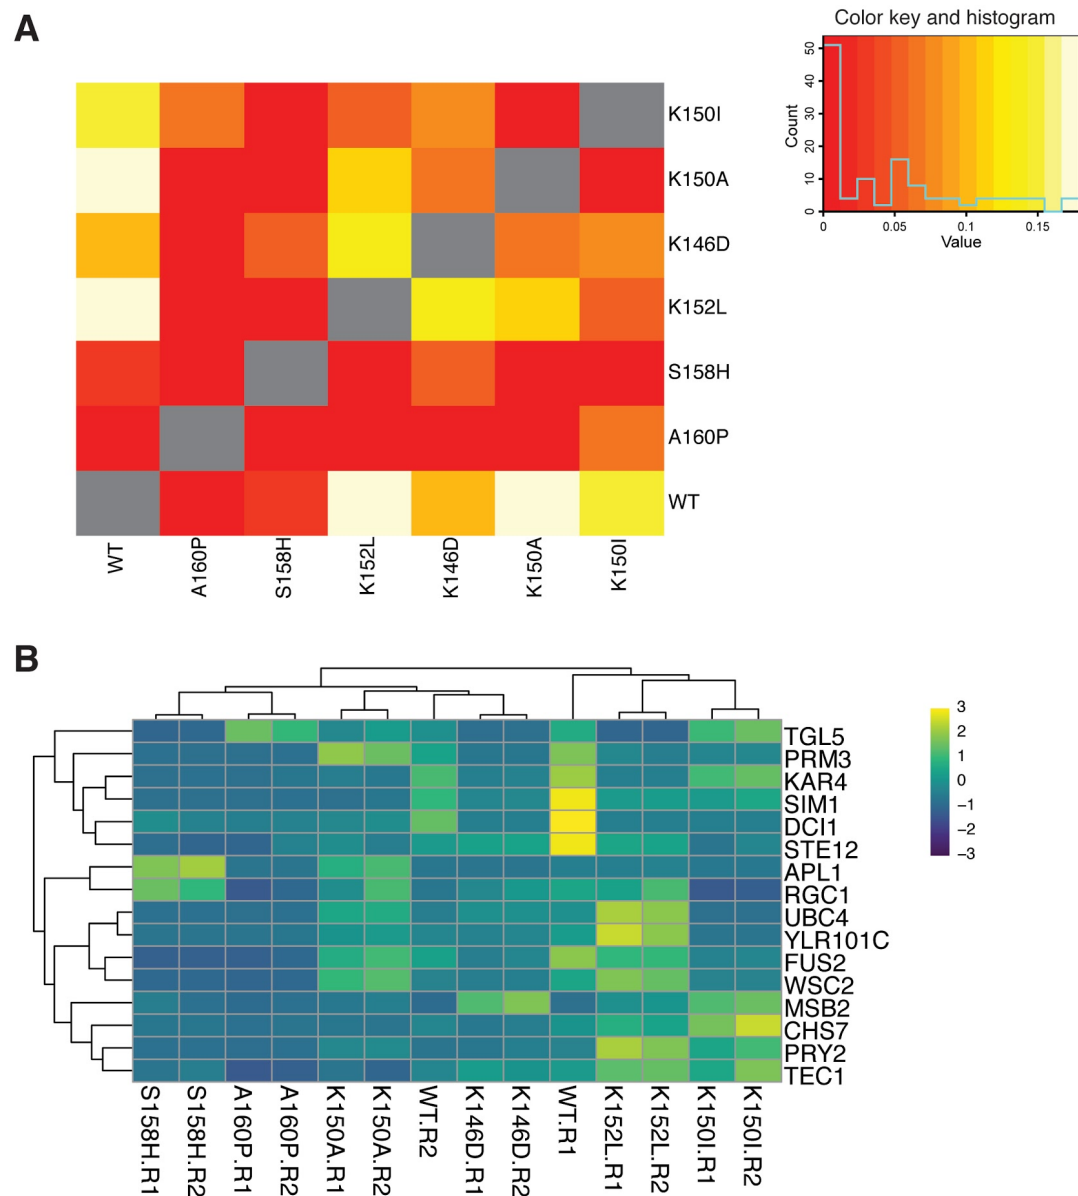 A
Color key and histogram
Count
50
40
30
20
10
0
0
0.05
0.1
0.15
Value
K150I
K150A
K146D
K152L
S158H
A160P
WT
WT
A160P
S158H
K152L
K146D
K150A
K150I
B
3
2
1
0
−1
−2
−3
TGL5
PRM3
KAR4
SIM1
DCI1
STE12
APL1
RGC1
UBC4
YLR101C
FUS2
WSC2
MSB2
CHS7
PRY2
TEC1
S158H.R1
S158H.R2
A160P.R1
A160P.R2
K150A.R1
K150A.R2
WT.R2
K146D.R1
K146D.R2
WT.R1
K152L.R1
K152L.R2
K150I.R1
K150I.R2